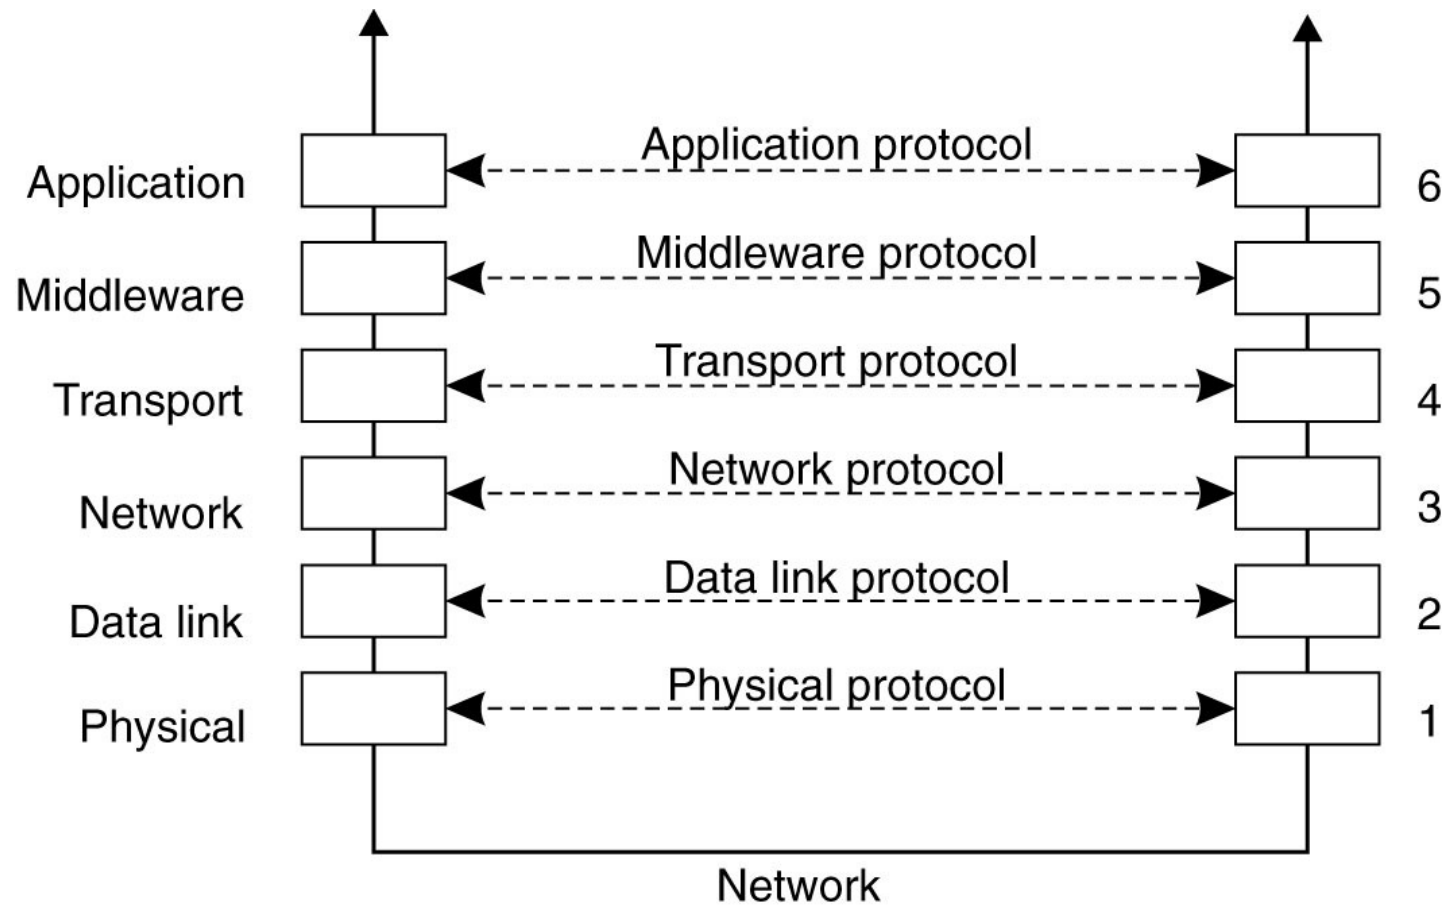 Application protocol
Application
6
Middleware protocol
Middleware
5
Transport protocol
Transport
4
Network protocol
Network
3
Data link protocol
Data link
2
Physical protocol
Physical
1
Network